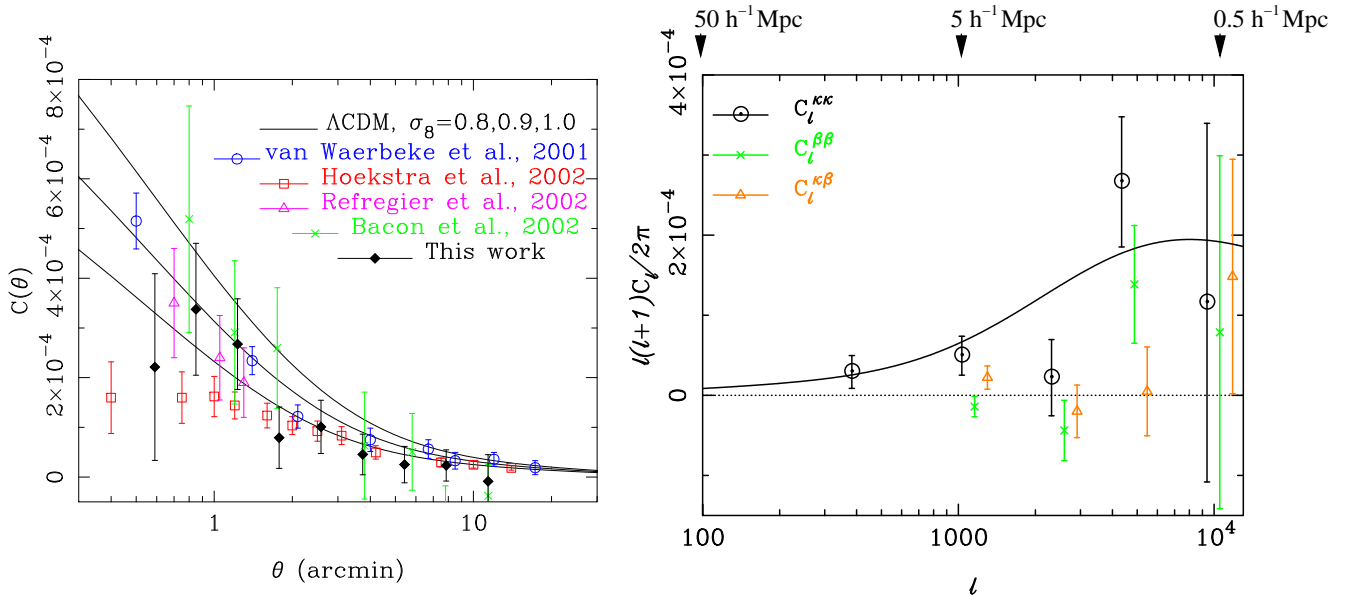 50 h⁻¹Mpc 5 h⁻¹Mpc 0.5 h⁻¹Mpc
8×10⁻⁴
6×10⁻⁴
4×10⁻⁴
2×10⁻⁴
0
C(θ)
ΛCDM, σ₈=0.8,0.9,1.0
van Waerbeke et al., 2001
Hoekstra et al., 2002
Refregier et al., 2002
Bacon et al., 2002
This work
1 10
θ (arcmin)
4×10⁻⁴
2×10⁻⁴
0
l(l+1)C_l/2π
C_l^κκ
C_l^ββ
C_l^κβ
100 1000 10⁴
l